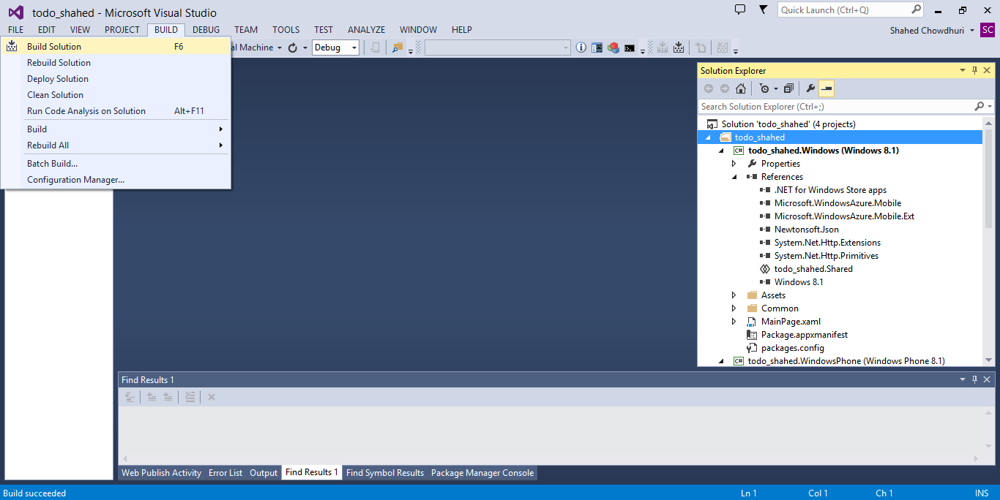 todo_shahed - Microsoft Visual Studio
Quick Launch (Ctrl+Q)
FILE EDIT VIEW PROJECT BUILD DEBUG TEAM TOOLS TEST ANALYZE WINDOW HELP
Shahed Chowdhuri SC
al Machine Debug
Build Solution F6
Rebuild Solution
Deploy Solution
Clean Solution
Run Code Analysis on Solution Alt+F11
Build
Rebuild All
Batch Build...
Configuration Manager...
Solution Explorer
Search Solution Explorer (Ctrl+;)
Solution 'todo_shahed' (4 projects)
todo_shahed
C# todo_shahed.Windows (Windows 8.1)
Properties
References
.NET for Windows Store apps
Microsoft.WindowsAzure.Mobile
Microsoft.WindowsAzure.Mobile.Ext
Newtonsoft.Json
System.Net.Http.Extensions
System.Net.Http.Primitives
todo_shahed.Shared
Windows 8.1
Assets
Common
MainPage.xaml
Package.appxmanifest
packages.config
C# todo_shahed.WindowsPhone (Windows Phone 8.1)
Find Results 1
Web Publish Activity Error List Output Find Results 1 Find Symbol Results Package Manager Console
Build succeeded Ln 1 Col 1 Ch 1 INS